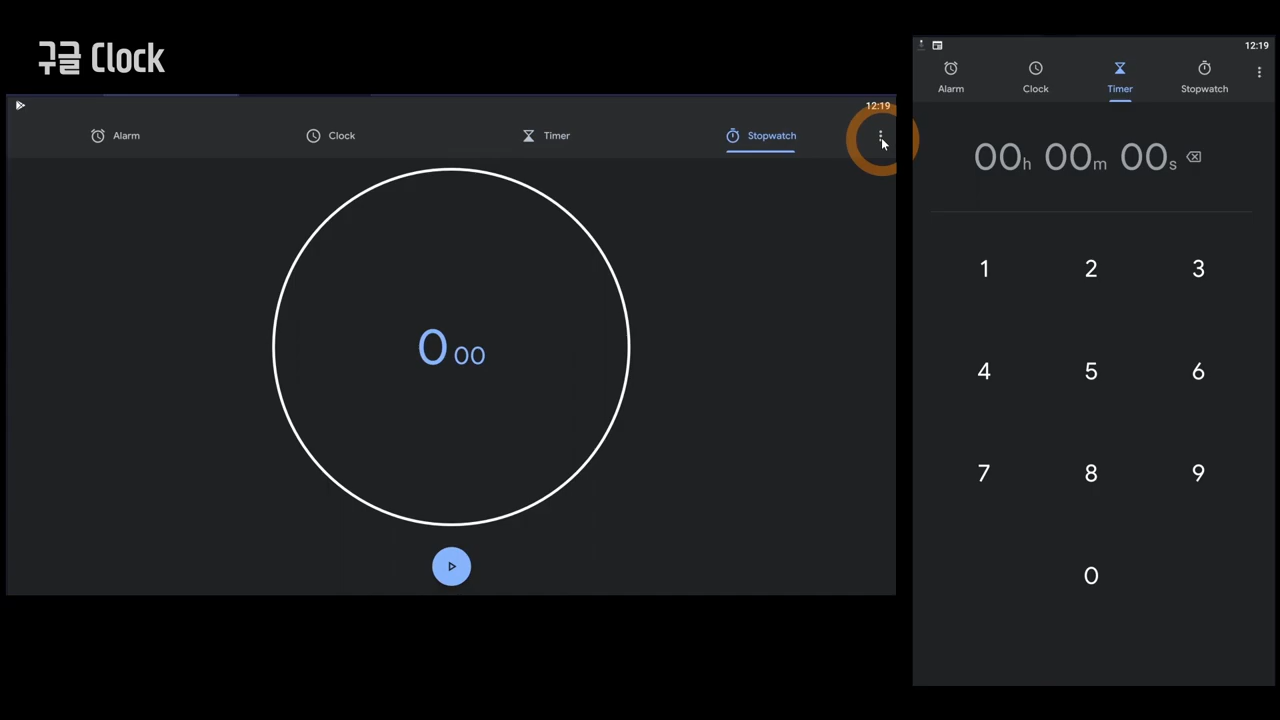 구글 Clock
12:19
Alarm
Clock
Timer
Stopwatch
0 00
12:19
Alarm
Clock
Timer
Stopwatch
00h 00m 00s
1 2 3
4 5 6
7 8 9
0